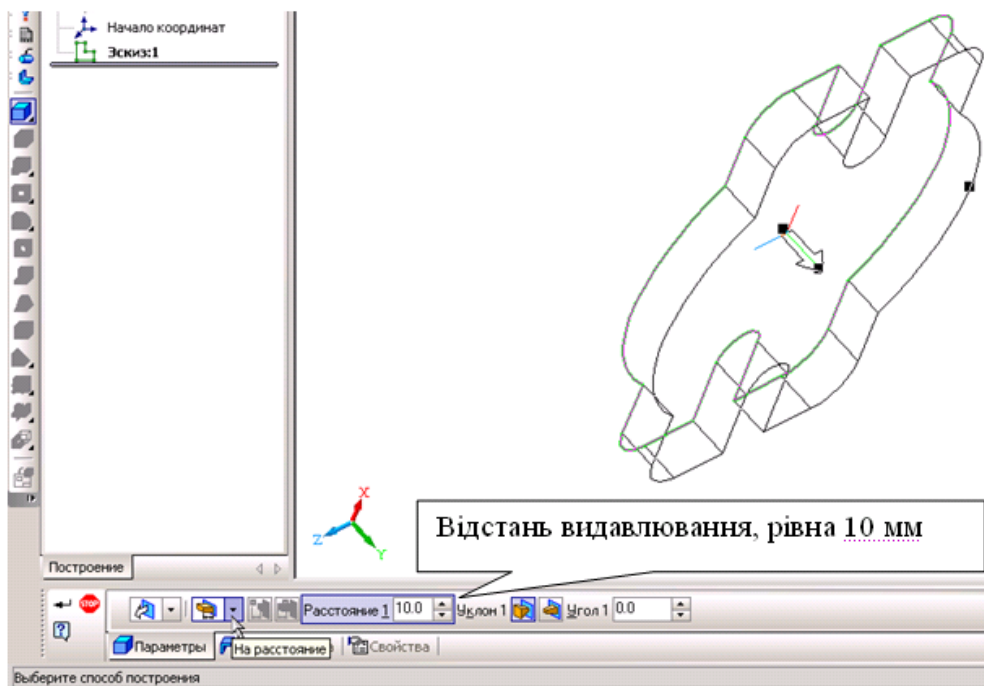 Начало координат
Эскиз:1
X
Z
Y
Відстань видавлювання, рівна 10 мм
Построение
STOP
Расстояние 1 10.0 Уклон 1 Угол 1 0.0
Параметры На расстояние Свойства
Выберите способ построения